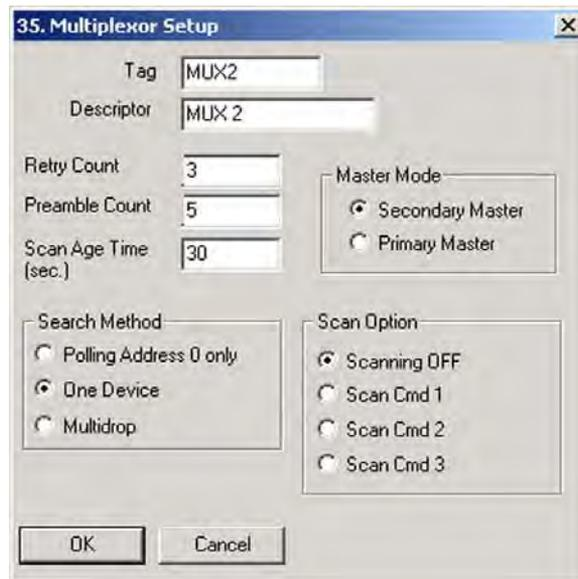 35. Multiplexor Setup
Tag MUX2
Descriptor MUX 2
Retry Count 3
Preamble Count 5
Scan Age Time 30
(sec.)
Master Mode
Secondary Master
Primary Master
Search Method
Polling Address 0 only
One Device
Multidrop
Scan Option
Scanning OFF
Scan Cmd 1
Scan Cmd 2
Scan Cmd 3
OK Cancel